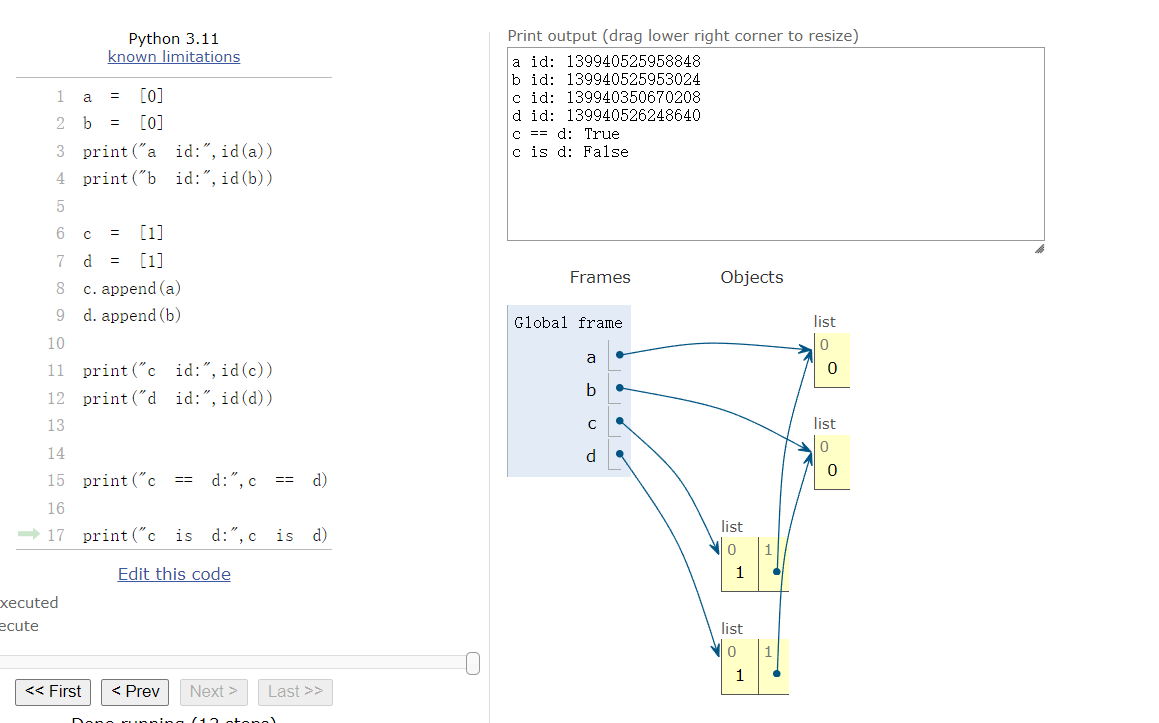 Python 3.11
known limitations
1 a = [0]
2 b = [0]
3 print("a id:",id(a))
4 print("b id:",id(b))
5
6 c = [1]
7 d = [1]
8 c.append(a)
9 d.append(b)
10
11 print("c id:",id(c))
12 print("d id:",id(d))
13
14
15 print("c == d:",c == d)
16
17 print("c is d:",c is d)
Edit this code
xecuted
ecute
<< First < Prev Next > Last >>
Done running (12 steps)
Print output (drag lower right corner to resize)
a id: 139940525958848
b id: 139940525953024
c id: 139940350670208
d id: 139940526248640
c == d: True
c is d: False
Frames Objects
Global frame
a
b
c
d
list
0
0
list
0
0
list
0 1
1
list
0 1
1